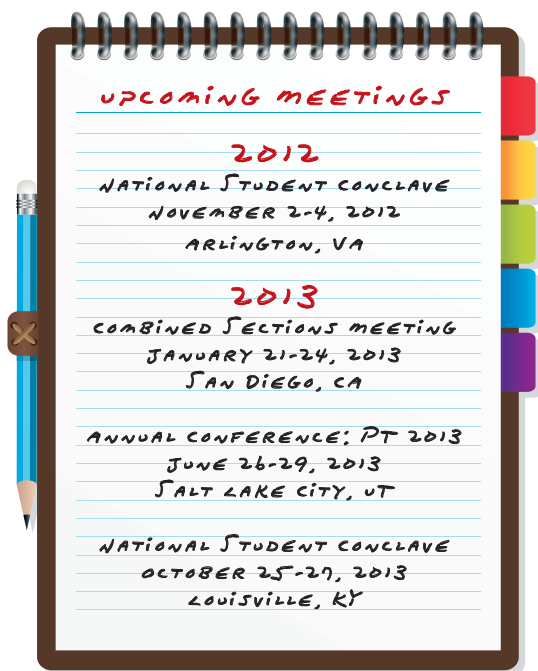 UPCOMING MEETINGS
2012
NATIONAL STUDENT CONCLAVE
NOVEMBER 2-4, 2012
ARLINGTON, VA
2013
COMBINED SECTIONS MEETING
JANUARY 21-24, 2013
SAN DIEGO, CA
ANNUAL CONFERENCE: PT 2013
JUNE 26-29, 2013
SALT LAKE CITY, UT
NATIONAL STUDENT CONCLAVE
OCTOBER 25-27, 2013
LOUISVILLE, KY